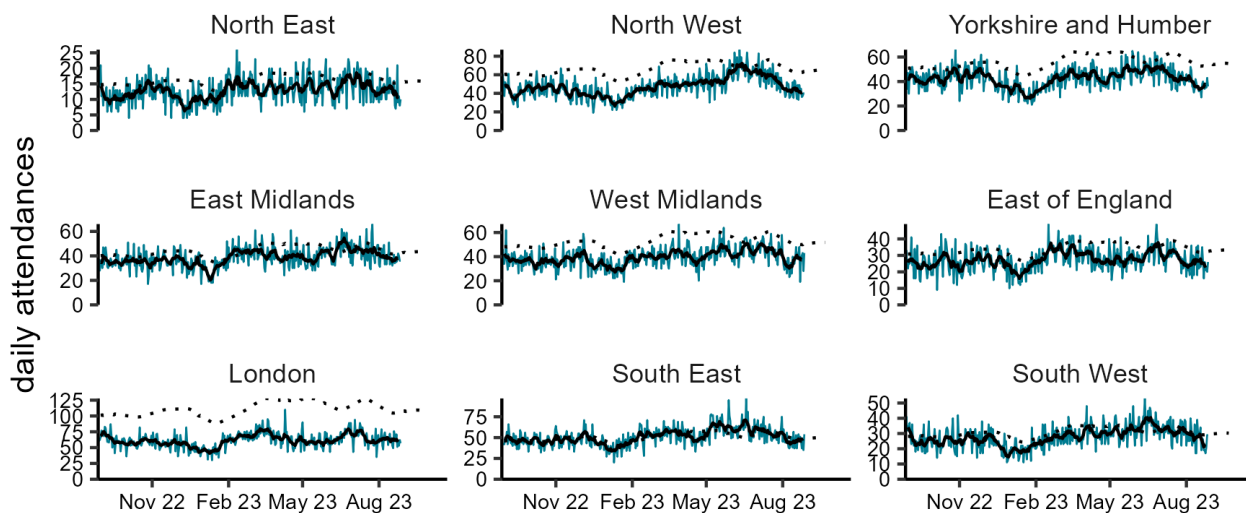 North East North West Yorkshire and Humber
25 20 15 10 5 0
80 60 40 20 0
60 40 20 0
daily attendances
East Midlands West Midlands East of England
60 40 20 0
60 40 20 0
40 30 20 10 0
London South East South West
125 100 75 50 25 0
75 50 25 0
50 40 30 20 10 0
Nov 22 Feb 23 May 23 Aug 23 Nov 22 Feb 23 May 23 Aug 23 Nov 22 Feb 23 May 23 Aug 23